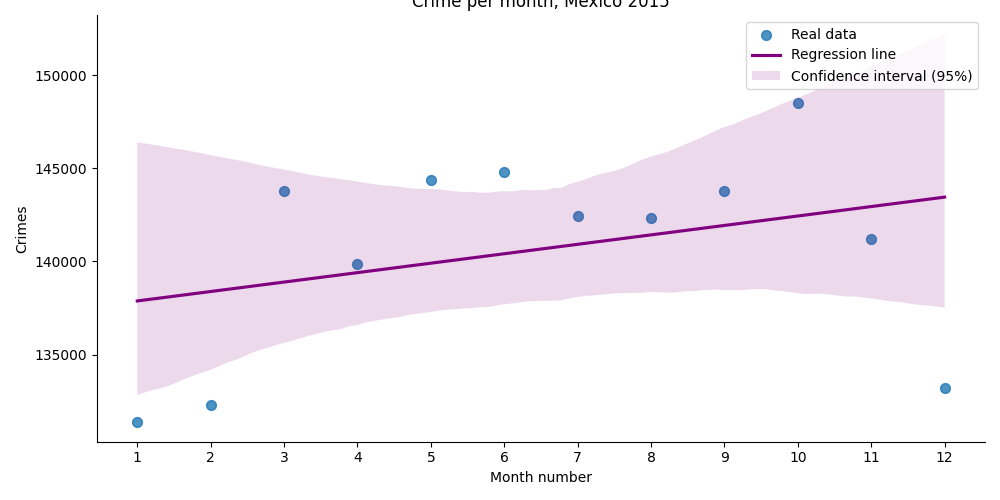 Crime per month, Mexico 2015
Real data
Regression line
Confidence interval (95%)
150000
145000
140000
135000
Crimes
1 2 3 4 5 6 7 8 9 10 11 12
Month number